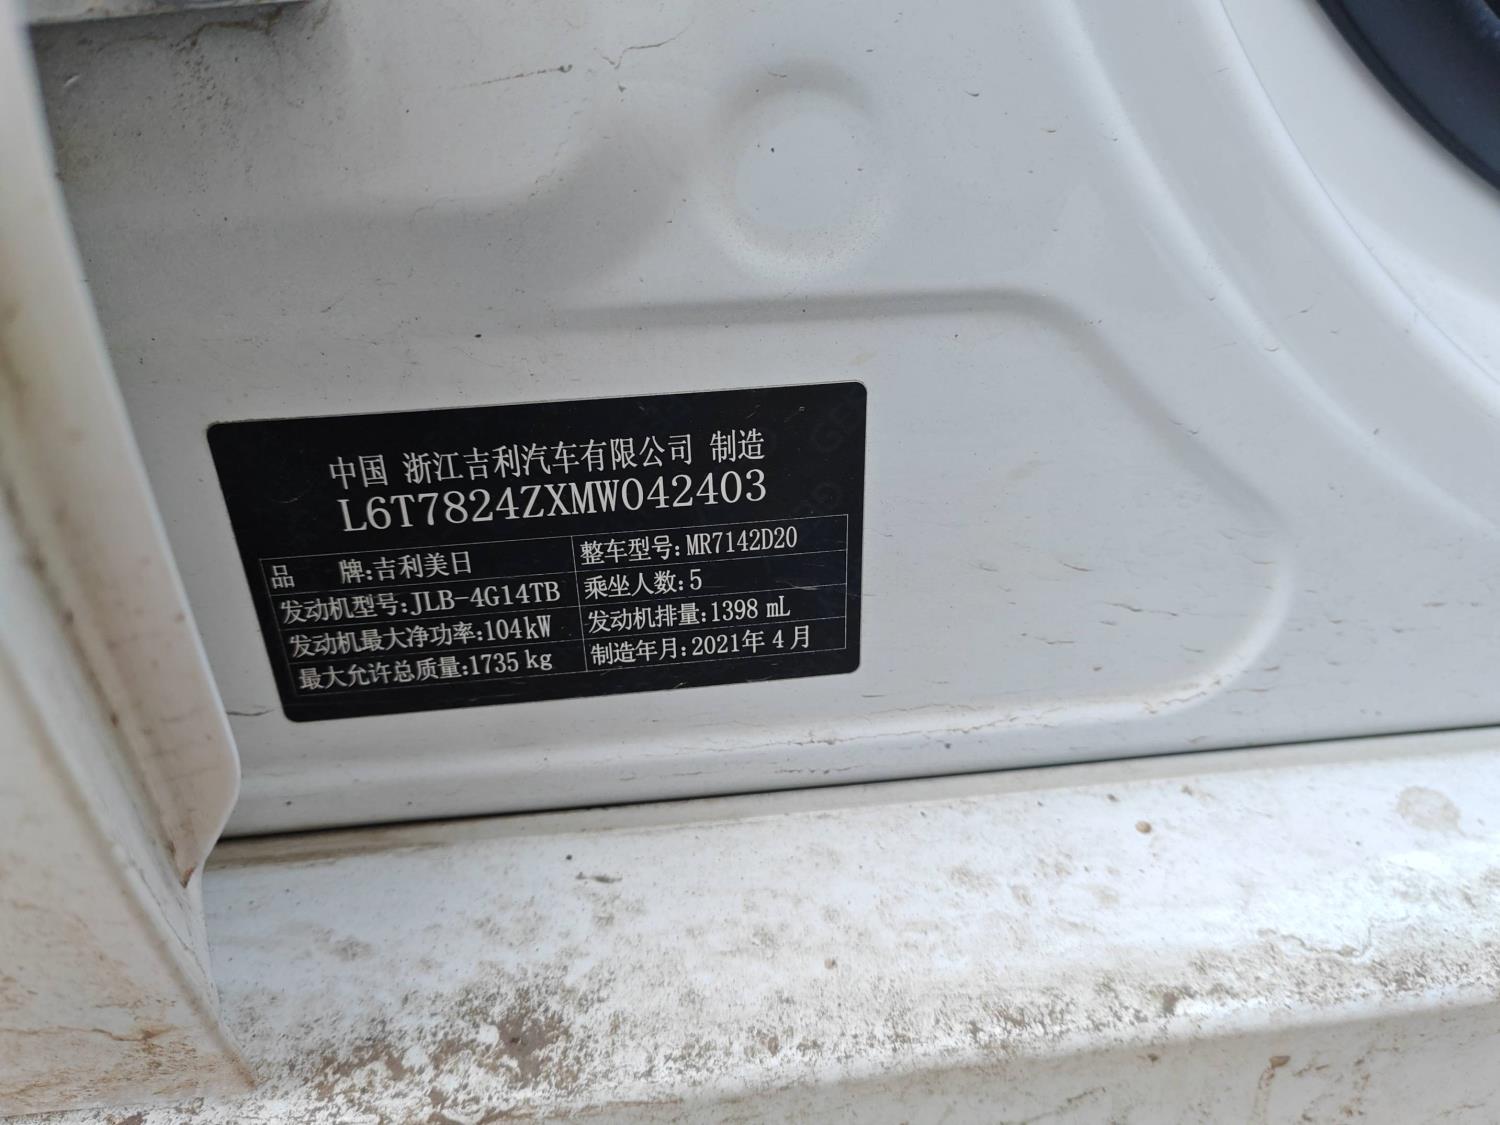 中国 浙江吉利汽车有限公司 制造
L6T7824ZXMW042403
品 牌:吉利美日
整车型号:MR7142D20
发动机型号:JLB-4G14TB
乘坐人数:5
发动机最大净功率:104kW
发动机排量:1398 mL
最大允许总质量:1735 kg
制造年月:2021年 4 月